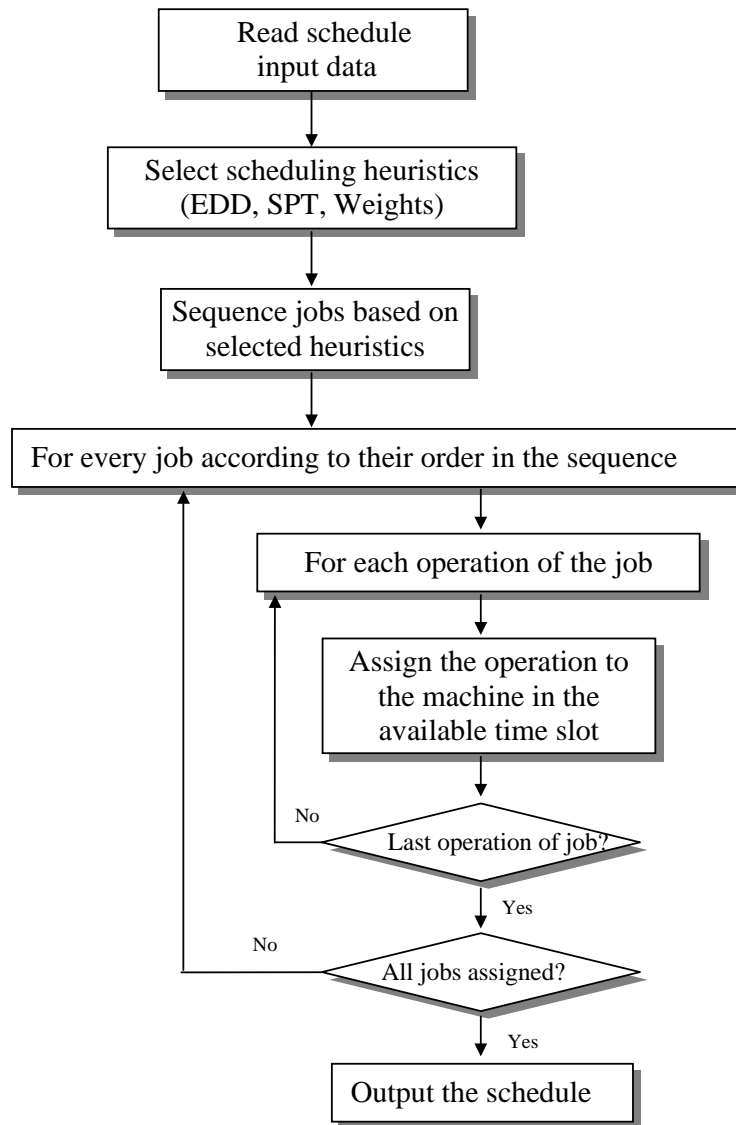 Read schedule
input data
Select scheduling heuristics
(EDD, SPT, Weights)
Sequence jobs based on
selected heuristics
For every job according to their order in the sequence
For each operation of the job
Assign the operation to
the machine in the
available time slot
No
Last operation of job?
Yes
No
All jobs assigned?
Yes
Output the schedule